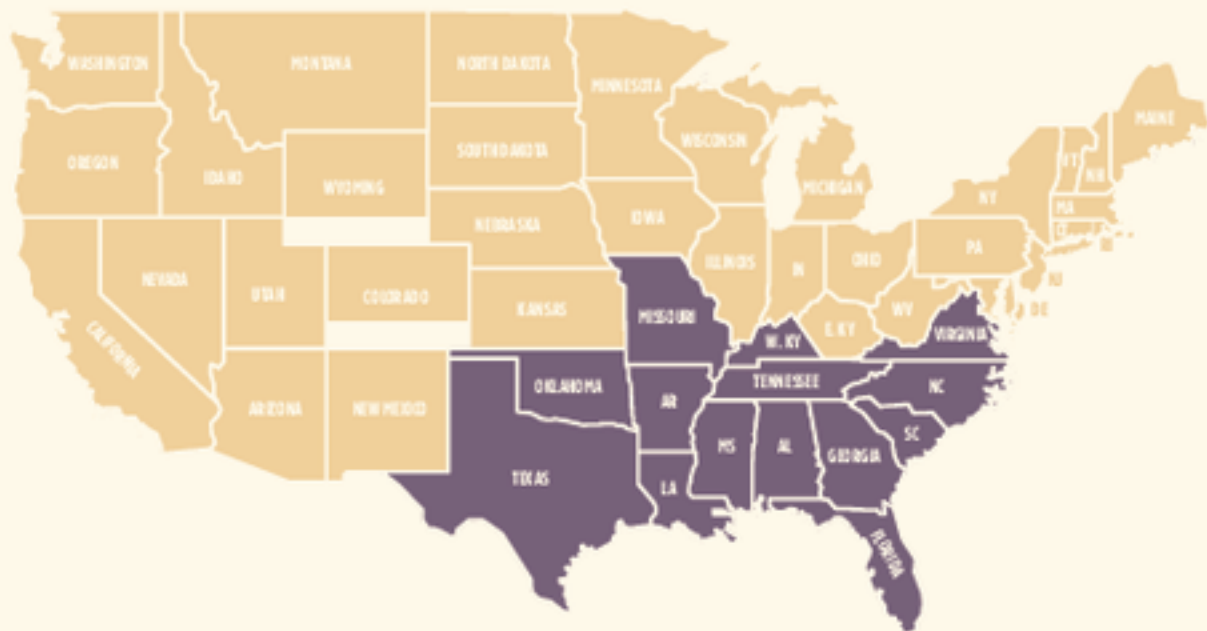 WASHINGTON
MONTANA
NORTH DAKOTA
MINNESOTA
MAINE
OREGON
IDAHO
WYOMING
SOUTH DAKOTA
WISCONSIN
MICHIGAN
VT
NH
NY
MA
CT
RI
NEBRASKA
IOWA
NEVADA
UTAH
COLORADO
KANSAS
ILLINOIS
IN
OHIO
PA
NJ
DE
WV
CALIFORNIA
MISSOURI
W. KY
E. KY
VIRGINIA
ARIZONA
NEW MEXICO
OKLAHOMA
AR
TENNESSEE
NC
SC
TEXAS
LA
MS
AL
GEORGIA
FLORIDA